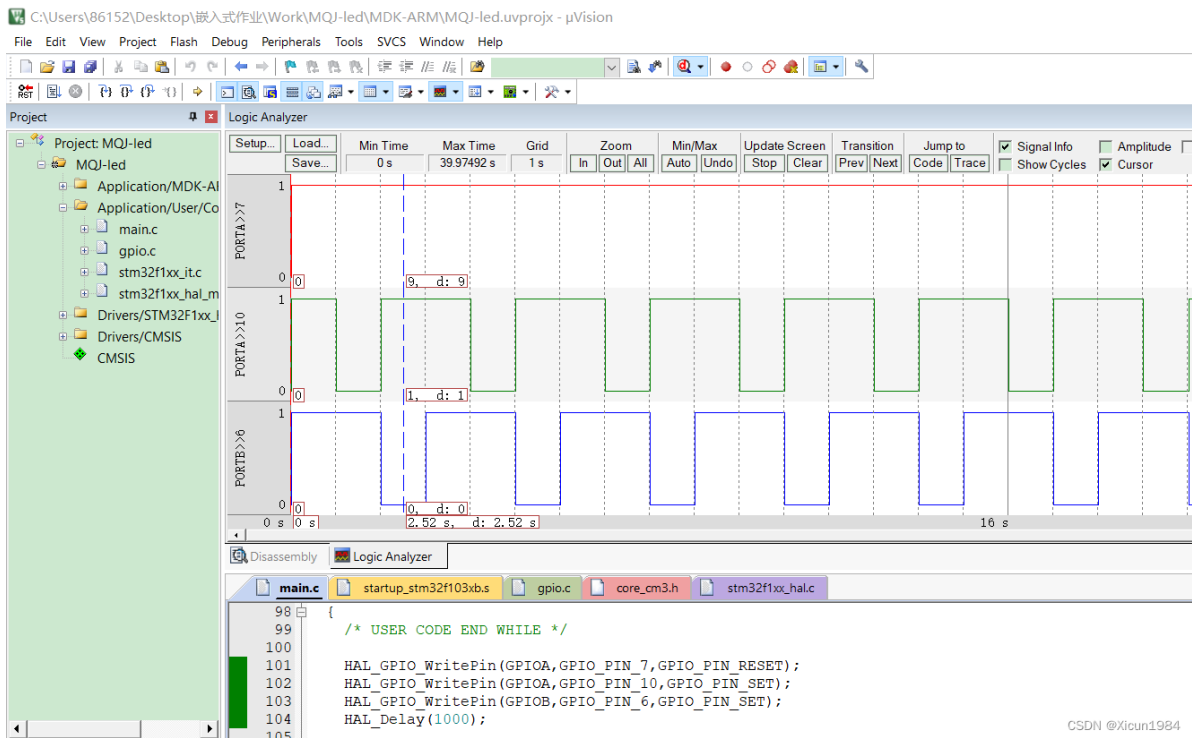 C:\Users\86152\Desktop\嵌入式作业\Work\MQJ-led\MDK-ARM\MQJ-led.uvprojx - µVision
File Edit View Project Flash Debug Peripherals Tools SVCS Window Help
Project
Logic Analyzer
Project: MQJ-led
MQJ-led
Application/MDK-AI
Application/User/Co
main.c
gpio.c
stm32f1xx_it.c
stm32f1xx_hal_m
Drivers/STM32F1xx_I
Drivers/CMSIS
CMSIS
Setup... Load... Min Time Max Time Grid Zoom Min/Max Update Screen Transition Jump to Signal Info Amplitude
Save... 0 s 39.97492 s 1 s In Out All Auto Undo Stop Clear Prev Next Code Trace Show Cycles Cursor
1
PORTA>>7
0 0 9, d: 9
1
PORTA>>10
0 0 1, d: 1
1
PORTB>>6
0 0 0, d: 0
0 s 0 s 2.52 s, d: 2.52 s 16 s
Disassembly Logic Analyzer
main.c startup_stm32f103xb.s gpio.c core_cm3.h stm32f1xx_hal.c
98 {
99 /* USER CODE END WHILE */
100
101 HAL_GPIO_WritePin(GPIOA,GPIO_PIN_7,GPIO_PIN_RESET);
102 HAL_GPIO_WritePin(GPIOA,GPIO_PIN_10,GPIO_PIN_SET);
103 HAL_GPIO_WritePin(GPIOB,GPIO_PIN_6,GPIO_PIN_SET);
104 HAL_Delay(1000);
105
CSDN @Xicun1984